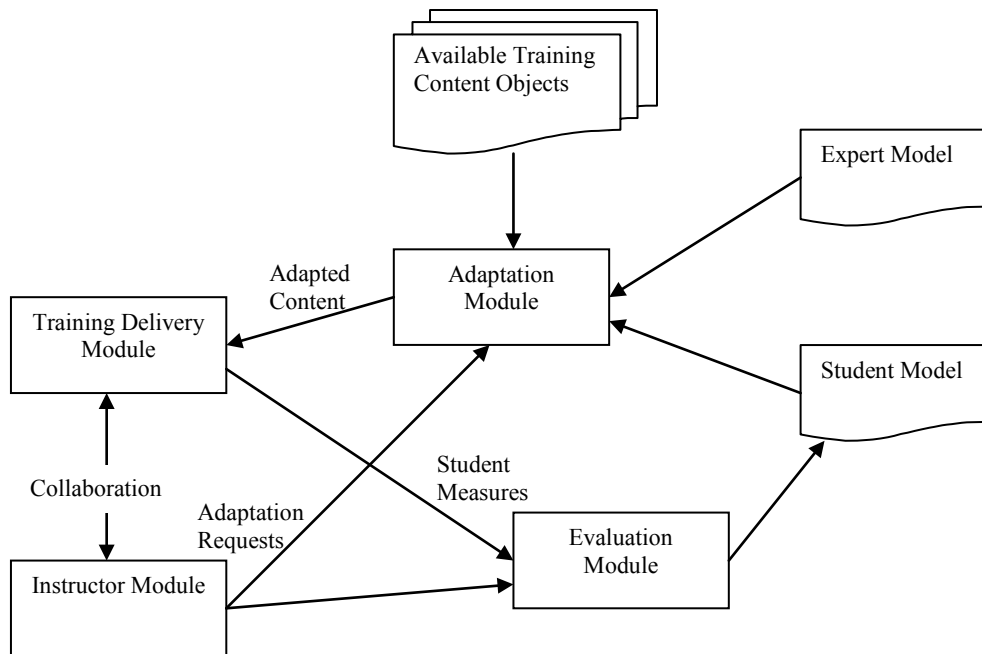 Available Training
Content Objects
Expert Model
Adaptation
Module
Adapted
Content
Training Delivery
Module
Student Model
Collaboration
Student
Measures
Adaptation
Requests
Evaluation
Module
Instructor Module